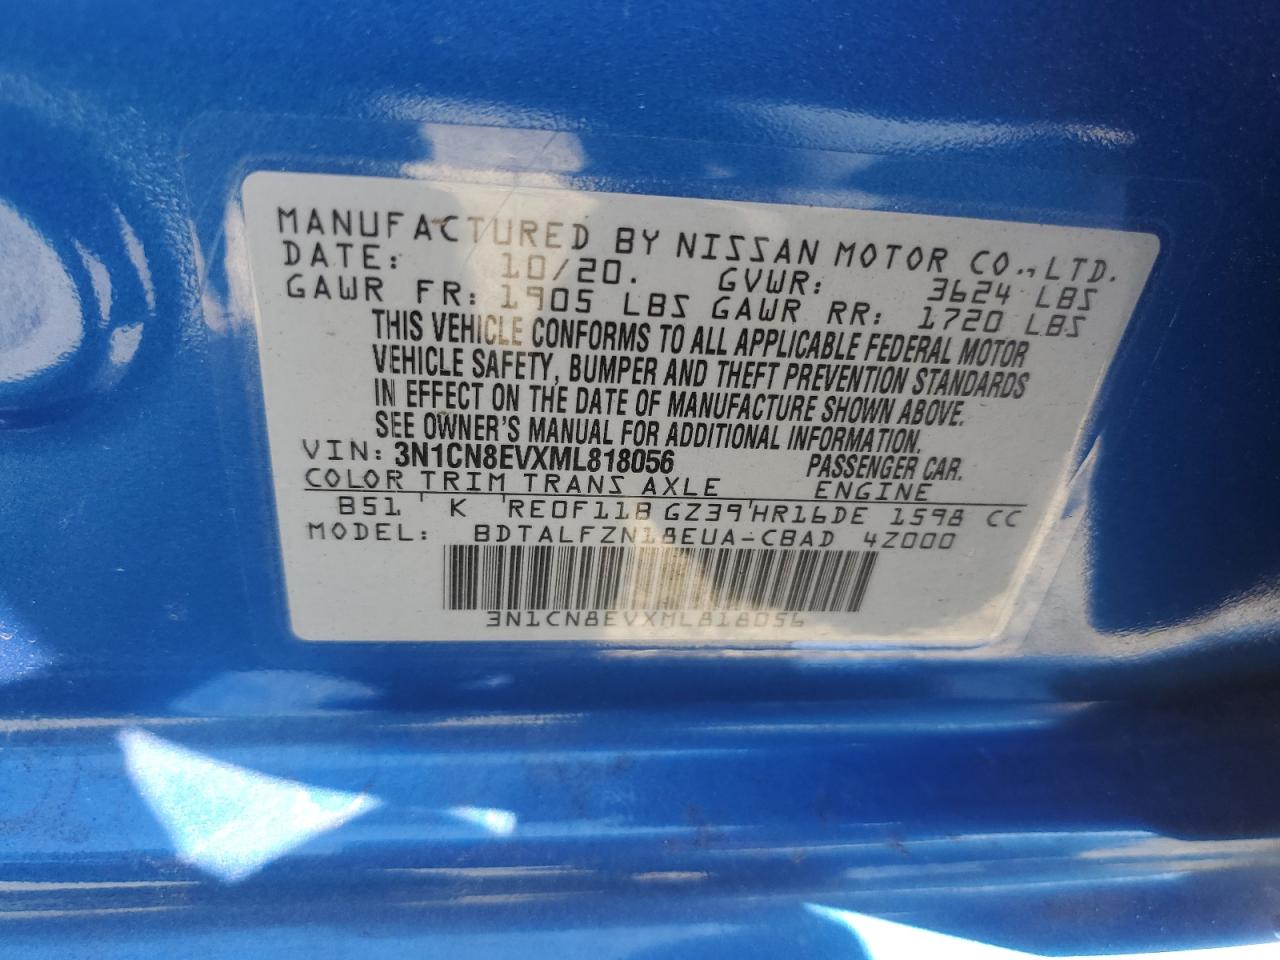 MANUFACTURED BY NISSAN MOTOR CO., LTD.
DATE: 10/20. GVWR: 3624 LBS
GAWR FR: 1905 LBS GAWR RR: 1720 LBS
THIS VEHICLE CONFORMS TO ALL APPLICABLE FEDERAL MOTOR
VEHICLE SAFETY, BUMPER AND THEFT PREVENTION STANDARDS
IN EFFECT ON THE DATE OF MANUFACTURE SHOWN ABOVE.
SEE OWNER'S MANUAL FOR ADDITIONAL INFORMATION.
VIN: 3N1CN8EVXML818056 PASSENGER CAR.
COLOR TRIM TRANS AXLE ENGINE
B51 K RE0F11B GZ39 HR16DE 1598 CC
MODEL: BDTALFZN18EUA-CBAD 4Z000
3N1CN8EVXML818056